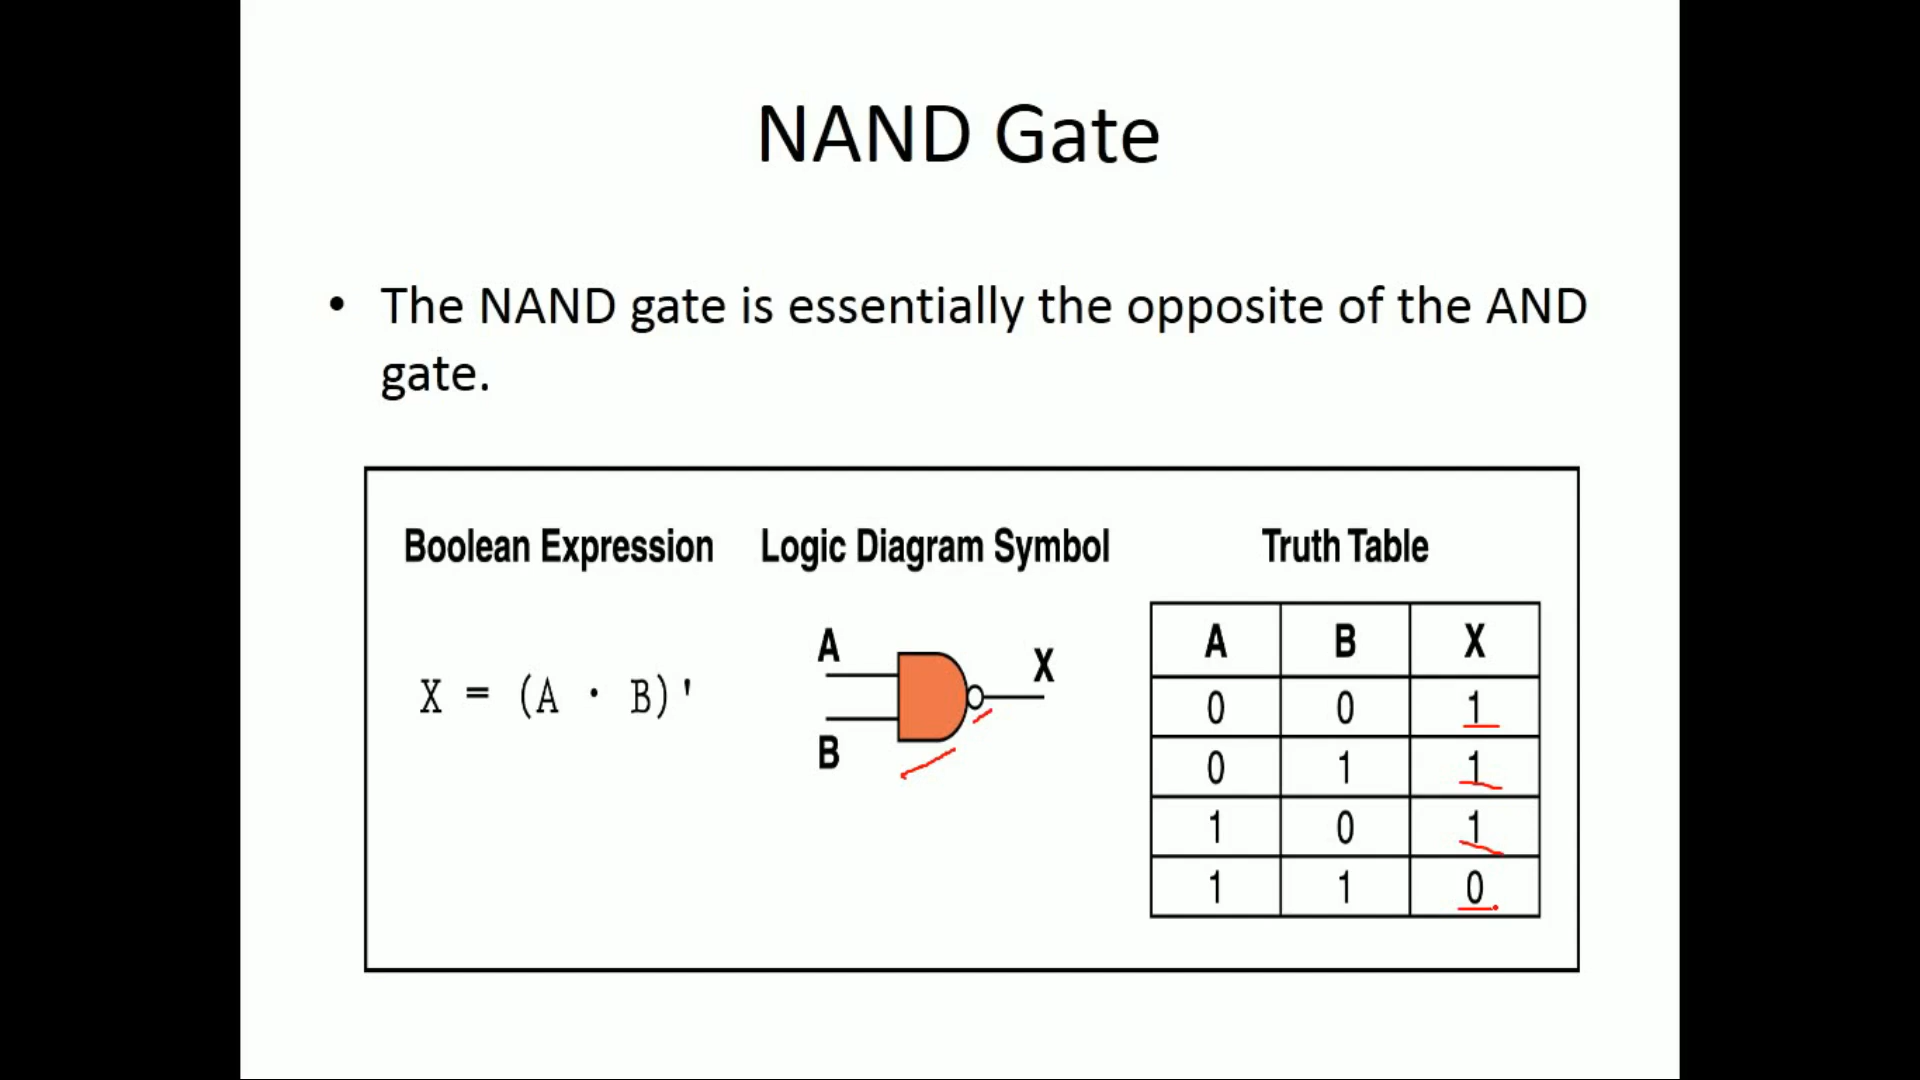 NAND Gate
• The NAND gate is essentially the opposite of the AND
gate.
Boolean Expression Logic Diagram Symbol Truth Table
X = (A · B)'
A
B
X
A B X
0 0 1
0 1 1
1 0 1
1 1 0